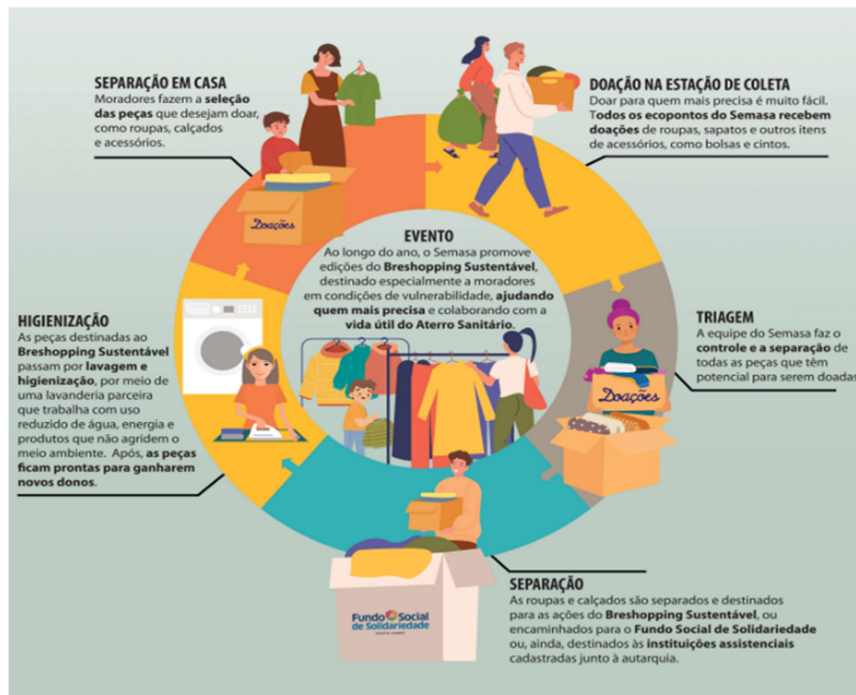 SEPARAÇÃO EM CASA
Moradores fazem a seleção
das peças que desejam doar,
como roupas, calçados
e acessórios.
DOAÇÃO NA ESTAÇÃO DE COLETA
Doar para quem mais precisa é muito fácil.
Todos os ecopontos do Semasa recebem
doações de roupas, sapatos e outros itens
de acessórios, como bolsas e cintos.
Doações
EVENTO
Ao longo do ano, o Semasa promove
edições do Breshopping Sustentável,
destinado especialmente a moradores
em condições de vulnerabilidade, ajudando
quem mais precisa e colaborando com a
vida útil do Aterro Sanitário.
TRIAGEM
A equipe do Semasa faz o
controle e a separação de
todas as peças que têm
potencial para serem doadas
Doações
HIGIENIZAÇÃO
As peças destinadas ao
Breshopping Sustentável
passam por lavagem e
higienização, por meio de
uma lavanderia parceira
que trabalha com uso
reduzido de água, energia e
produtos que não agridem o
meio ambiente. Após, as peças
ficam prontas para ganharem
novos donos.
SEPARAÇÃO
As roupas e calçados são separados e destinados
para as ações do Breshopping Sustentável, ou
encaminhados para o Fundo Social de Solidariedade
ou, ainda, destinados às instituições assistenciais
cadastradas junto à autarquia.
Fundo Social
de Solidariedade
SANTO ANDRÉ